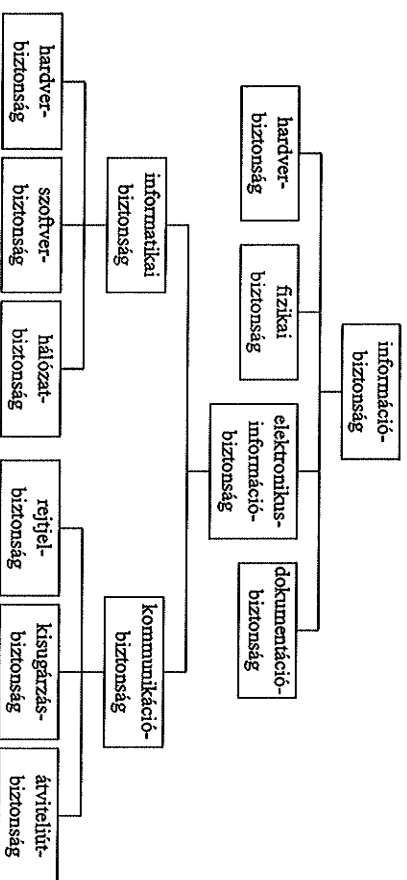 információ-
biztonság
hardver-
biztonság
fizikai
biztonság
elektronikus-
információ-
biztonság
dokumentáció-
biztonság
informatikai
biztonság
kommunikáció-
biztonság
hardver-
biztonság
szoftver-
biztonság
hálózat-
biztonság
rejtjel-
biztonság
kisugárzás-
biztonság
átviteliút-
biztonság